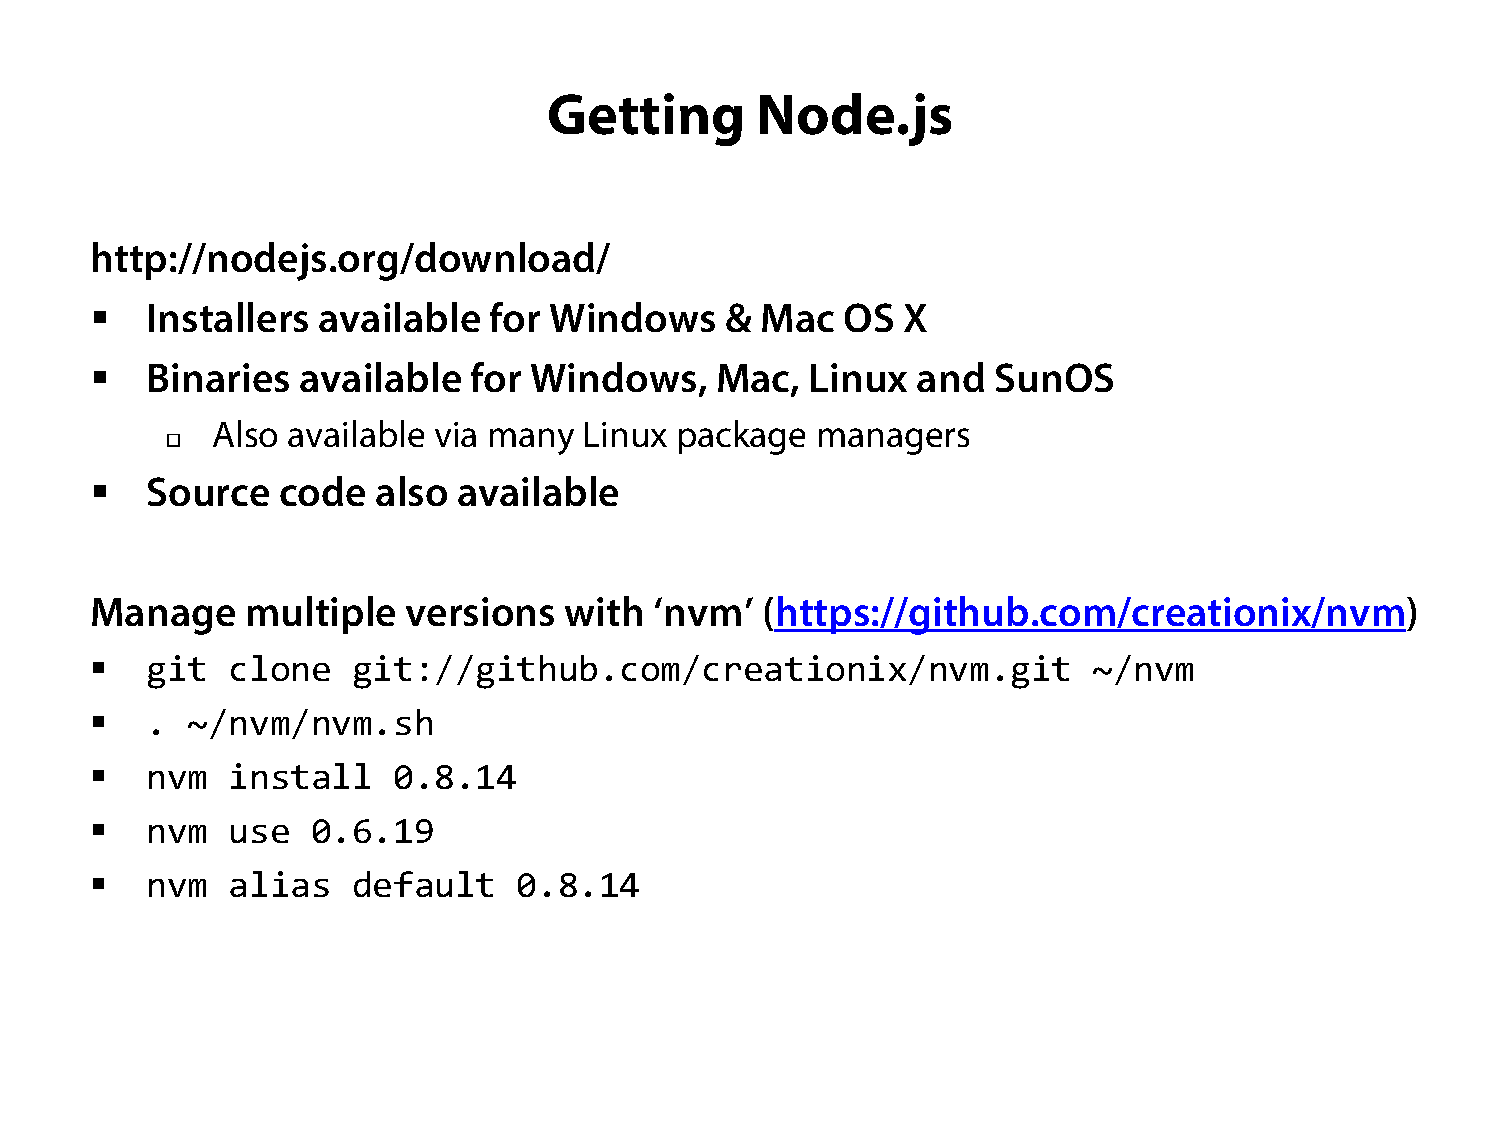 Getting Node.js
http://nodejs.org/download/
▪ Installers available for Windows & Mac OS X
▪ Binaries available for Windows, Mac, Linux and SunOS
▫ Also available via many Linux package managers
▪ Source code also available
Manage multiple versions with ‘nvm’ (https://github.com/creationix/nvm)
▪ git clone git://github.com/creationix/nvm.git ~/nvm
▪ . ~/nvm/nvm.sh
▪ nvm install 0.8.14
▪ nvm use 0.6.19
▪ nvm alias default 0.8.14